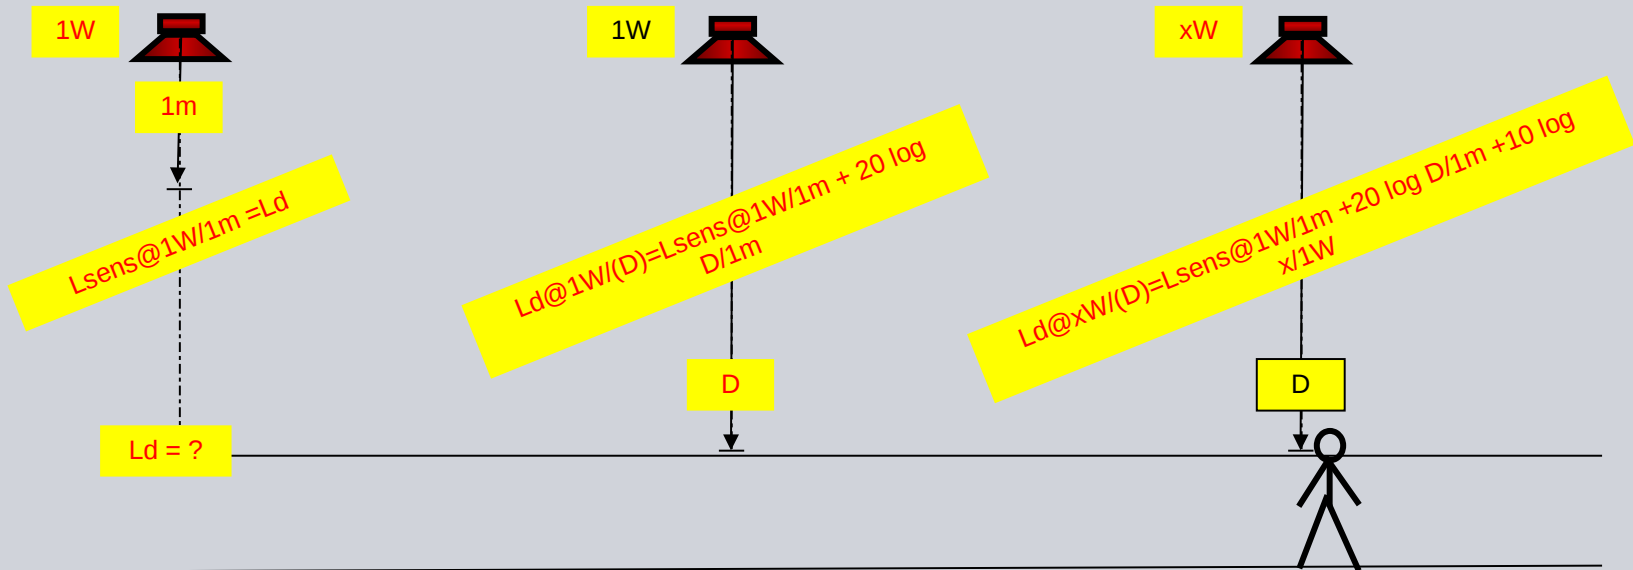 1W
1m
Lsens@1W/1m =Ld
Ld = ?
1W
Ld@1W/(D)=Lsens@1W/1m + 20 log
D/1m
D
xW
Ld@xW/(D)=Lsens@1W/1m +20 log D/1m +10 log
x/1W
D